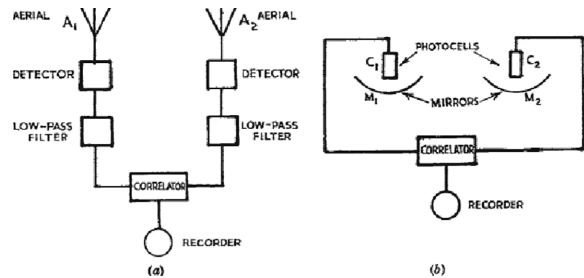 AERIAL A1
A2 AERIAL
DETECTOR
DETECTOR
LOW-PASS
FILTER
LOW-PASS
FILTER
CORRELATOR
RECORDER
(a)
PHOTOCELLS
C1
C2
M1
MIRRORS
M2
CORRELATOR
RECORDER
(b)